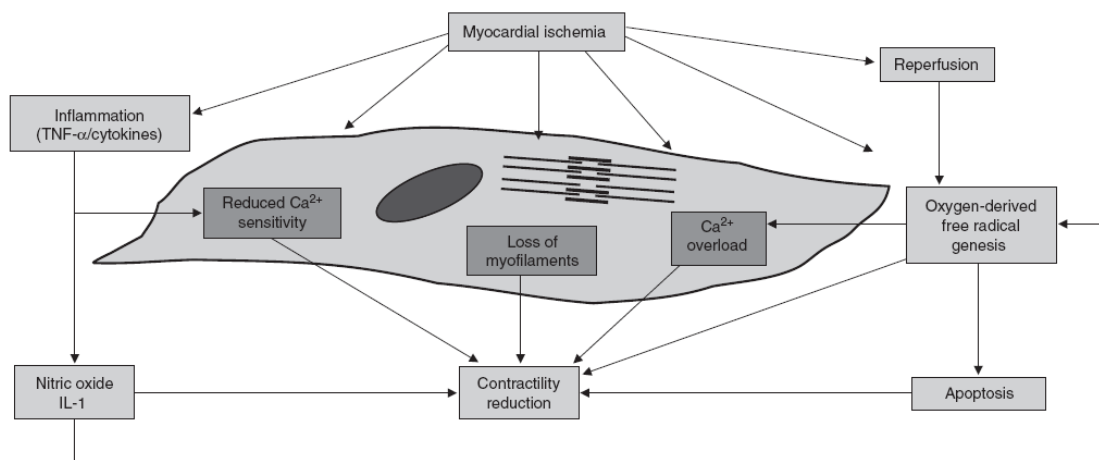 Myocardial ischemia
Reperfusion
Inflammation
(TNF-α/cytokines)
Reduced Ca²⁺
sensitivity
Loss of
myofilaments
Ca²⁺
overload
Oxygen-derived
free radical
genesis
Nitric oxide
IL-1
Contractility
reduction
Apoptosis